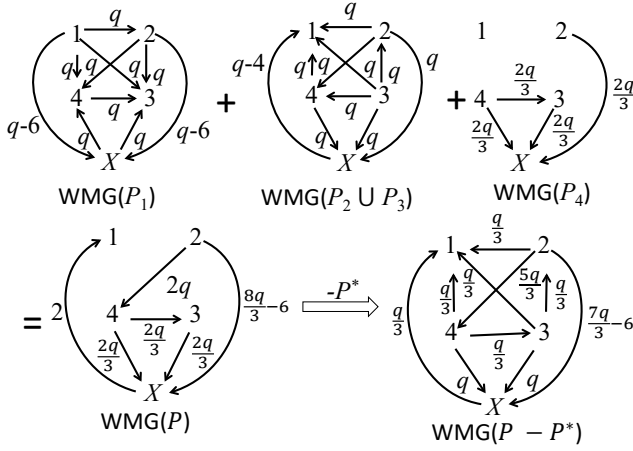 1 q 2 1 q 2 1 2
q q q q q-4 q q q q q 2q/3
4 q 3 + 4 q 3 + 4 2q/3 3
q-6 q q q-6 q q 2q/3 2q/3
X X X
WMG(P₁) WMG(P₂ ∪ P₃) WMG(P₄)
1 2 1 q/3 2
2q 8q/3-6 -P* q/3 q/3 5q/3 q/3 7q/3-6
= 2 4 2q/3 3 q/3 4 q/3 3
2q/3 2q/3 q q
X X
WMG(P) WMG(P − P*)